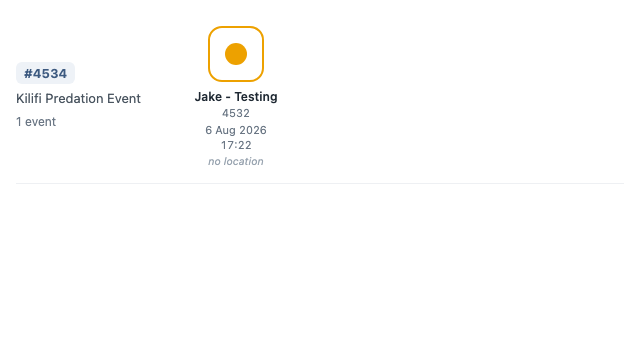 #4534
Kilifi Predation Event
1 event
Jake - Testing
4532
6 Aug 2026
17:22
no location